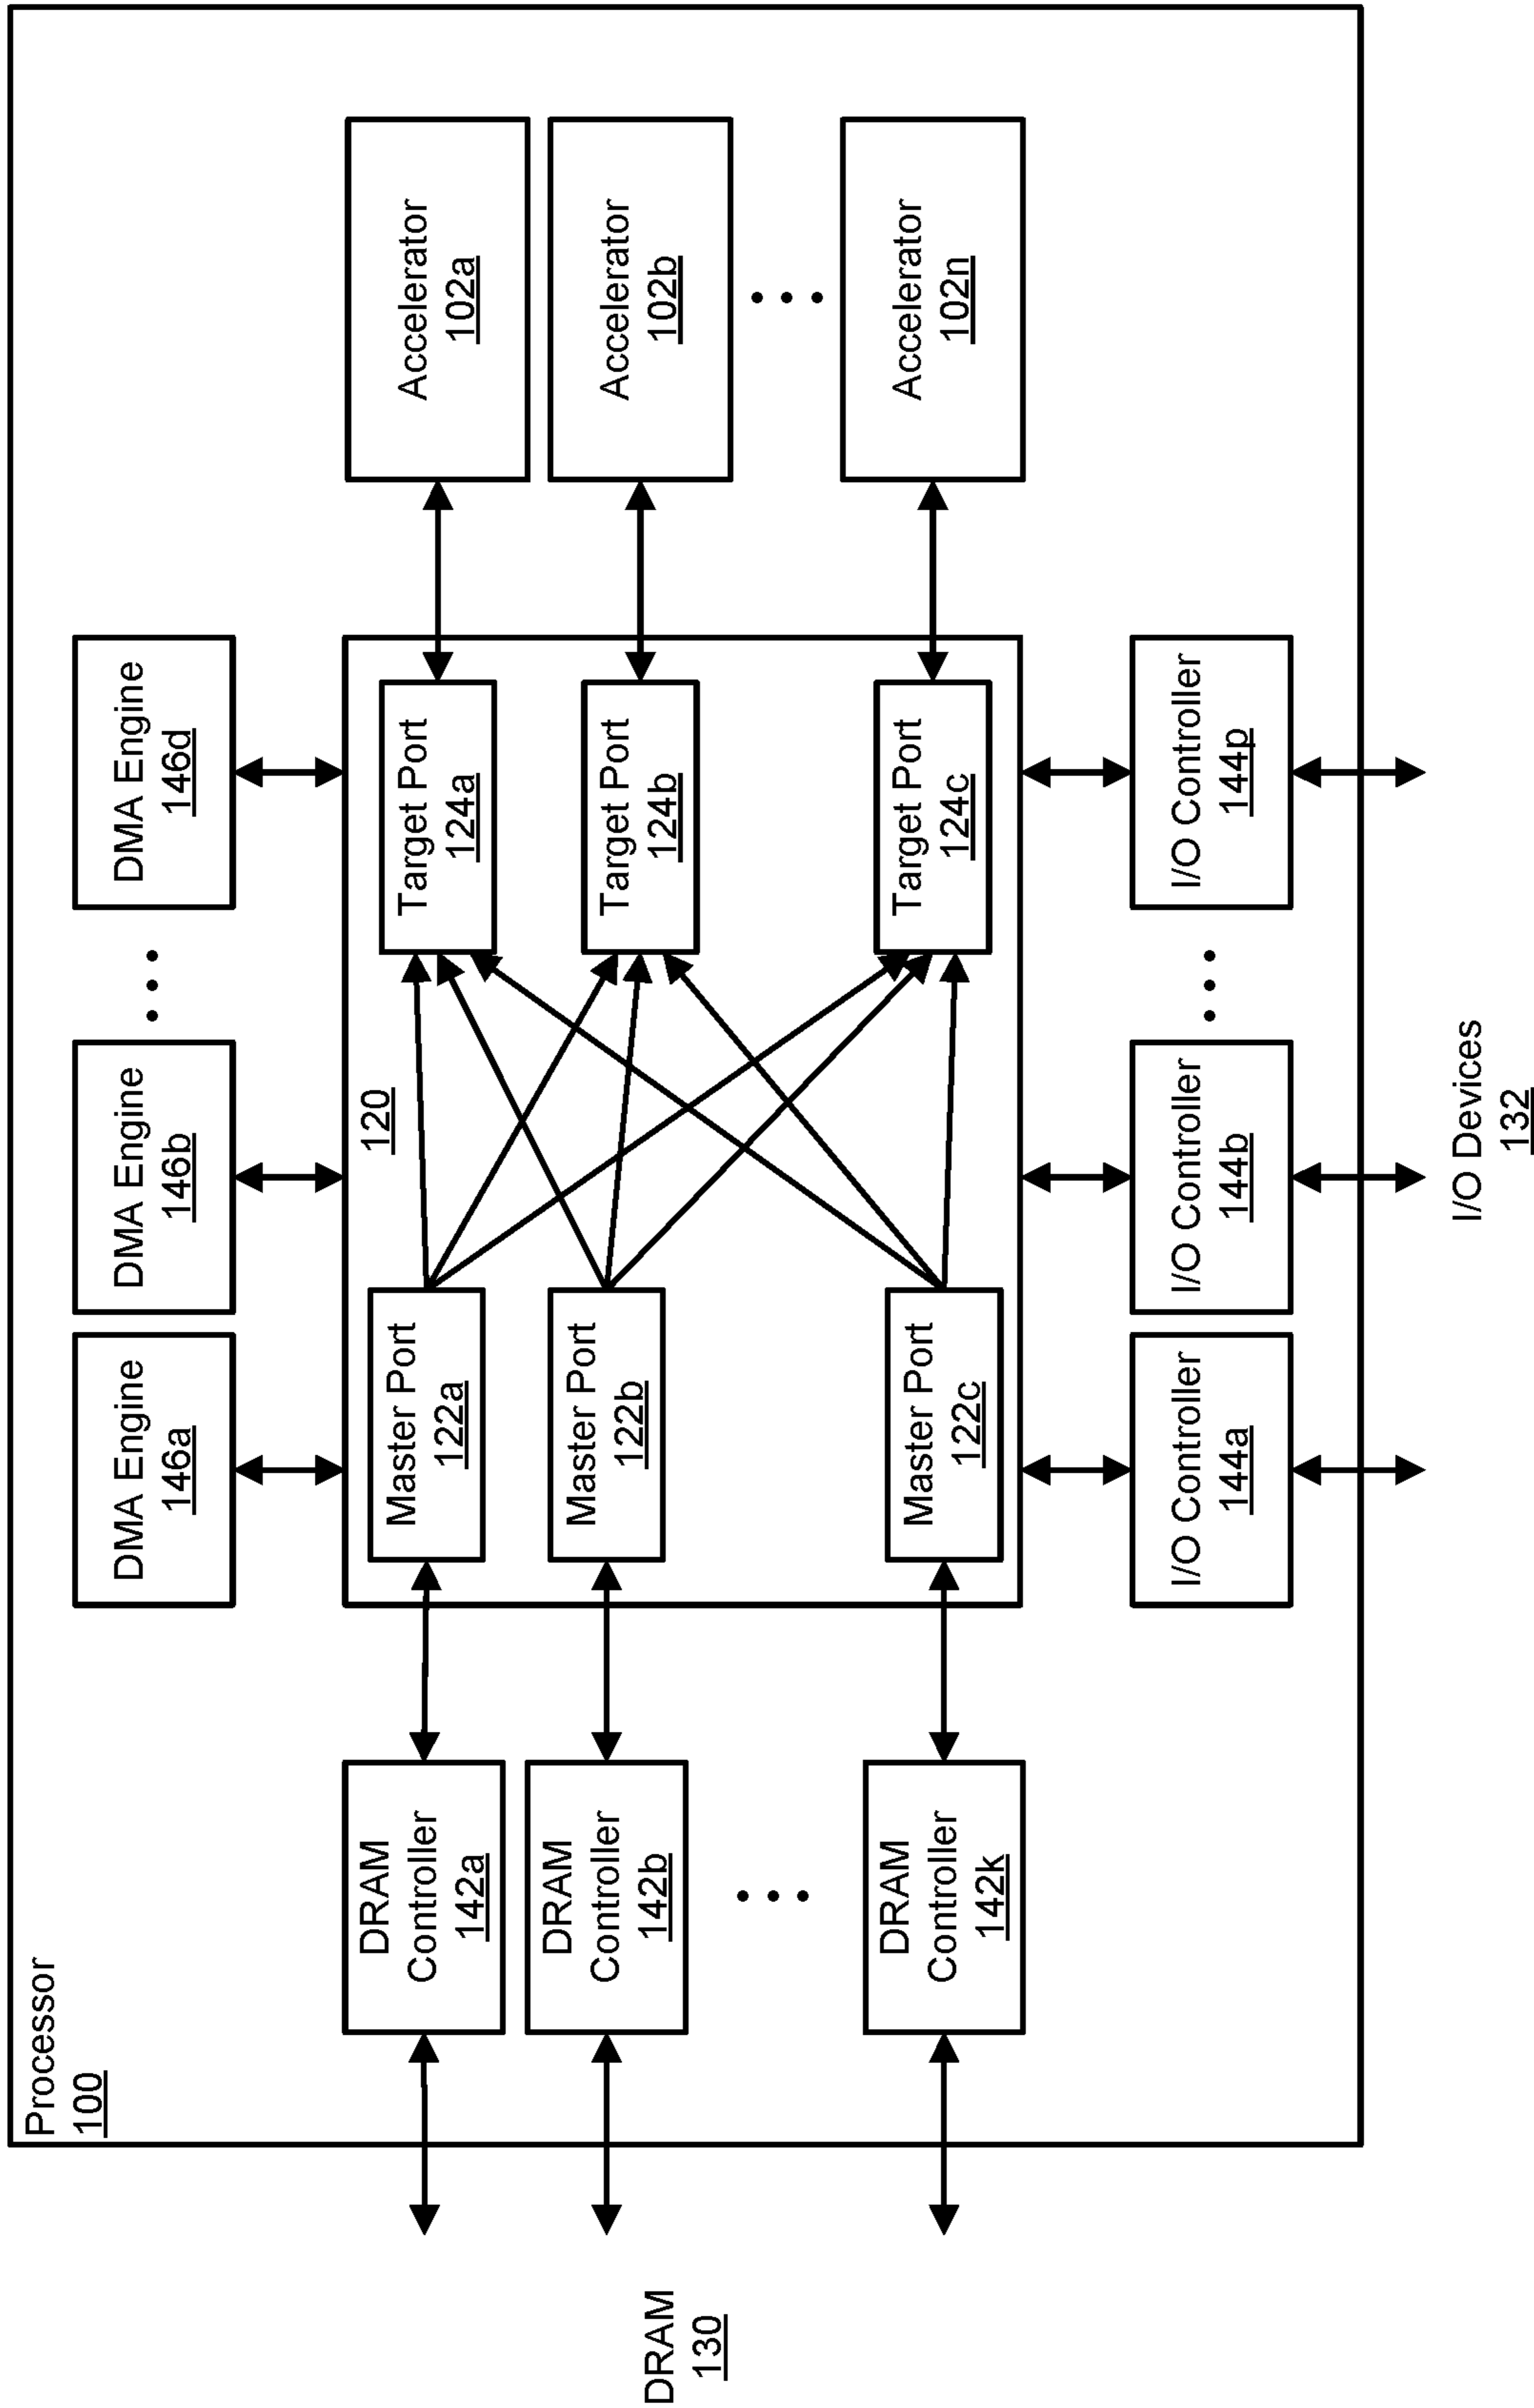 Processor
100
DMA Engine
146a
DMA Engine
146b
DMA Engine
146d
DRAM
130
DRAM
Controller
142a
DRAM
Controller
142b
DRAM
Controller
142k
120
Master Port
122a
Master Port
122b
Master Port
122c
Target Port
124a
Target Port
124b
Target Port
124c
Accelerator
102a
Accelerator
102b
Accelerator
102n
I/O Controller
144a
I/O Controller
144b
I/O Controller
144p
I/O Devices
132